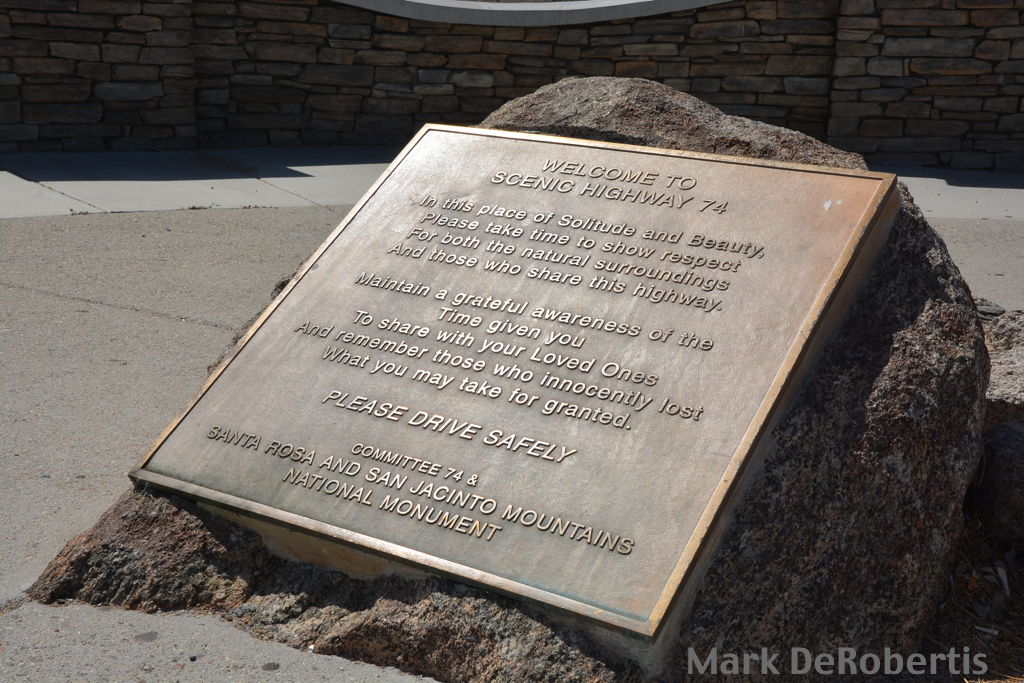 WELCOME TO
SCENIC HIGHWAY 74
In this place of Solitude and Beauty,
Please take time to show respect
For both the natural surroundings
And those who share this highway.
Maintain a grateful awareness of the
Time given you
To share with your Loved Ones
And remember those who innocently lost
What you may take for granted.
PLEASE DRIVE SAFELY
COMMITTEE 74 &
SANTA ROSA AND SAN JACINTO MOUNTAINS
NATIONAL MONUMENT
Mark DeRobertis